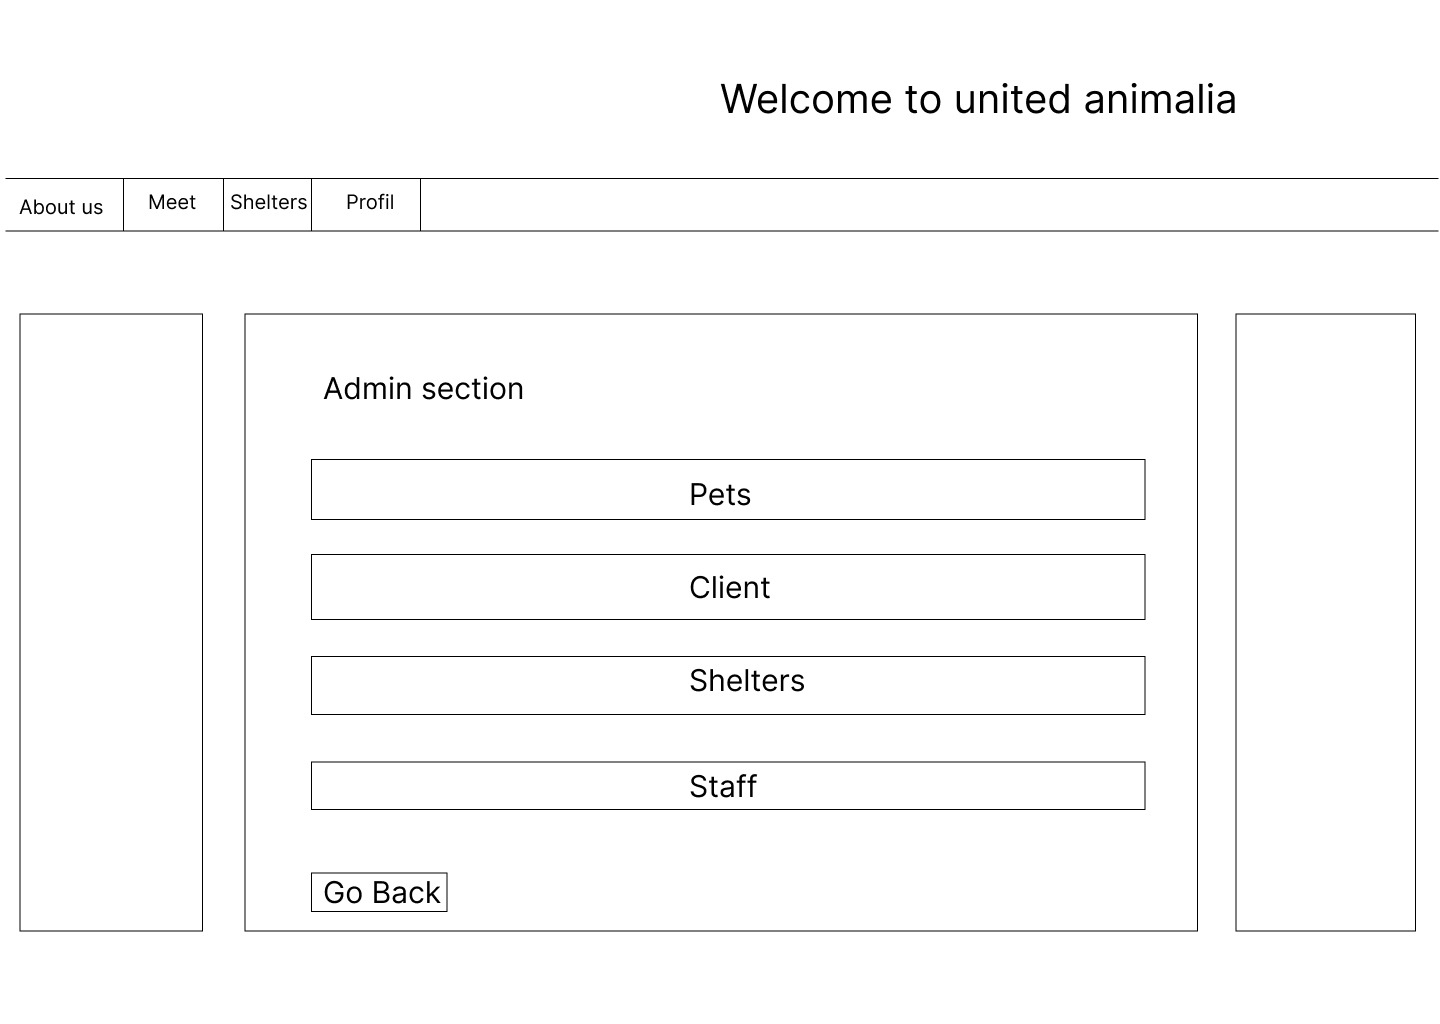 Welcome to united animalia
About us
Meet
Shelters
Profil
Admin section
Pets
Client
Shelters
Staff
Go Back